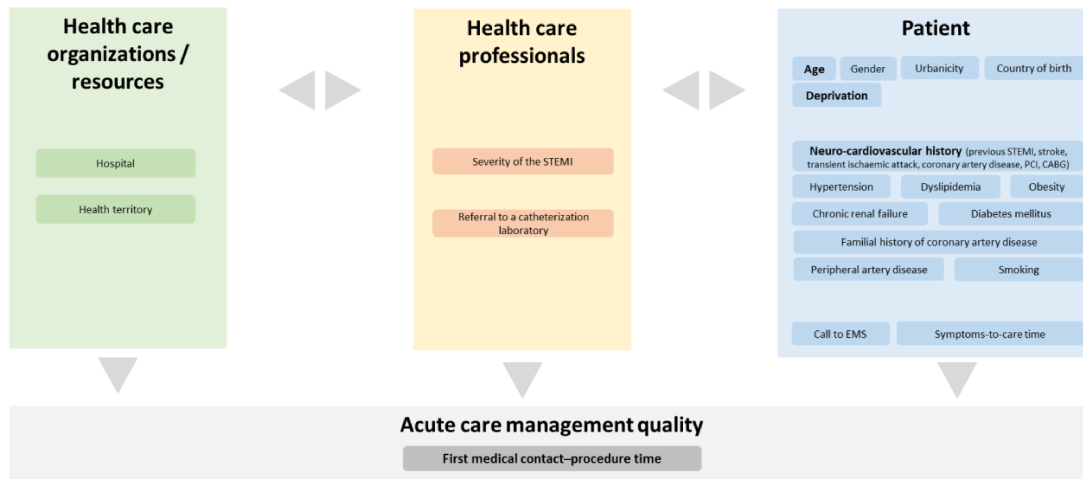 Health care
organizations /
resources
Hospital
Health territory
Health care
professionals
Severity of the STEMI
Referral to a catheterization
laboratory
Patient
Age
Gender
Urbanicity
Country of birth
Deprivation
Neuro-cardiovascular history (previous STEMI, stroke,
transient ischaemic attack, coronary artery disease, PCI, CABG)
Hypertension
Dyslipidemia
Obesity
Chronic renal failure
Diabetes mellitus
Familial history of coronary artery disease
Peripheral artery disease
Smoking
Call to EMS
Symptoms-to-care time
Acute care management quality
First medical contact–procedure time